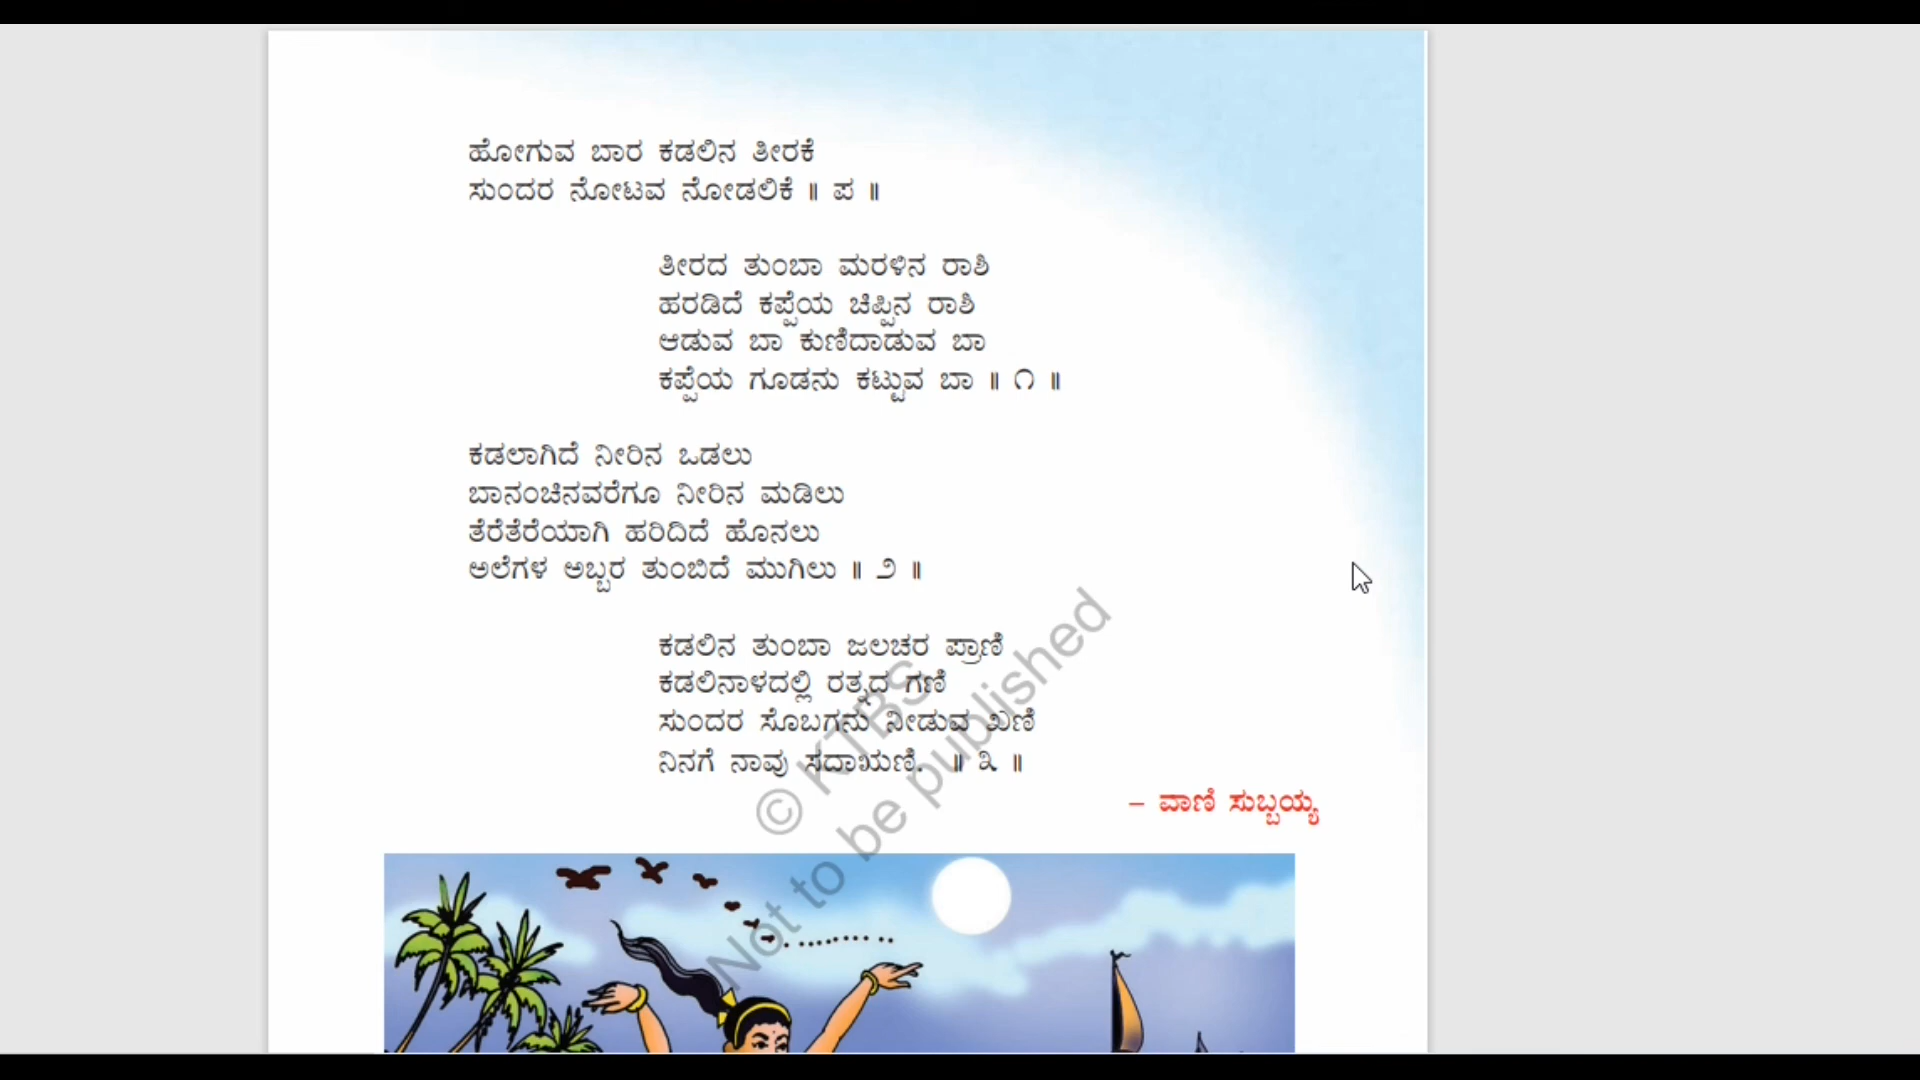 ಹೋಗುವ ಬಾರ ಕಡಲಿನ ತೀರಕೆ
ಸುಂದರ ನೋಟವ ನೋಡಲಿಕೆ ॥ ಪ ॥
ತೀರದ ತುಂಬಾ ಮರಳಿನ ರಾಶಿ
ಹರಡಿದೆ ಕಪ್ಪೆಯ ಚಿಪ್ಪಿನ ರಾಶಿ
ಆಡುವ ಬಾ ಕುಣಿದಾಡುವ ಬಾ
ಕಪ್ಪೆಯ ಗೂಡನು ಕಟ್ಟುವ ಬಾ ॥ ೧ ॥
ಕಡಲಾಗಿದೆ ನೀರಿನ ಒಡಲು
ಬಾನಂಚಿನವರೆಗೂ ನೀರಿನ ಮಡಿಲು
ತೆರೆತೆರೆಯಾಗಿ ಹರಿದಿದೆ ಹೊನಲು
ಅಲೆಗಳ ಅಬ್ಬರ ತುಂಬಿದೆ ಮುಗಿಲು ॥ ೨ ॥
ಕಡಲಿನ ತುಂಬಾ ಜಲಚರ ಪ್ರಾಣಿ
ಕಡಲಿನಾಳದಲ್ಲಿ ರತ್ನದ ಗಣಿ
ಸುಂದರ ಸೊಬಗನು ನೀಡುವ ಖಣಿ
ನಿನಗೆ ನಾವು ಸದಾಋಣಿ. ॥ ೩ ॥
– ವಾಣಿ ಸುಬ್ಬಯ್ಯ
© KTBS
Not to be published